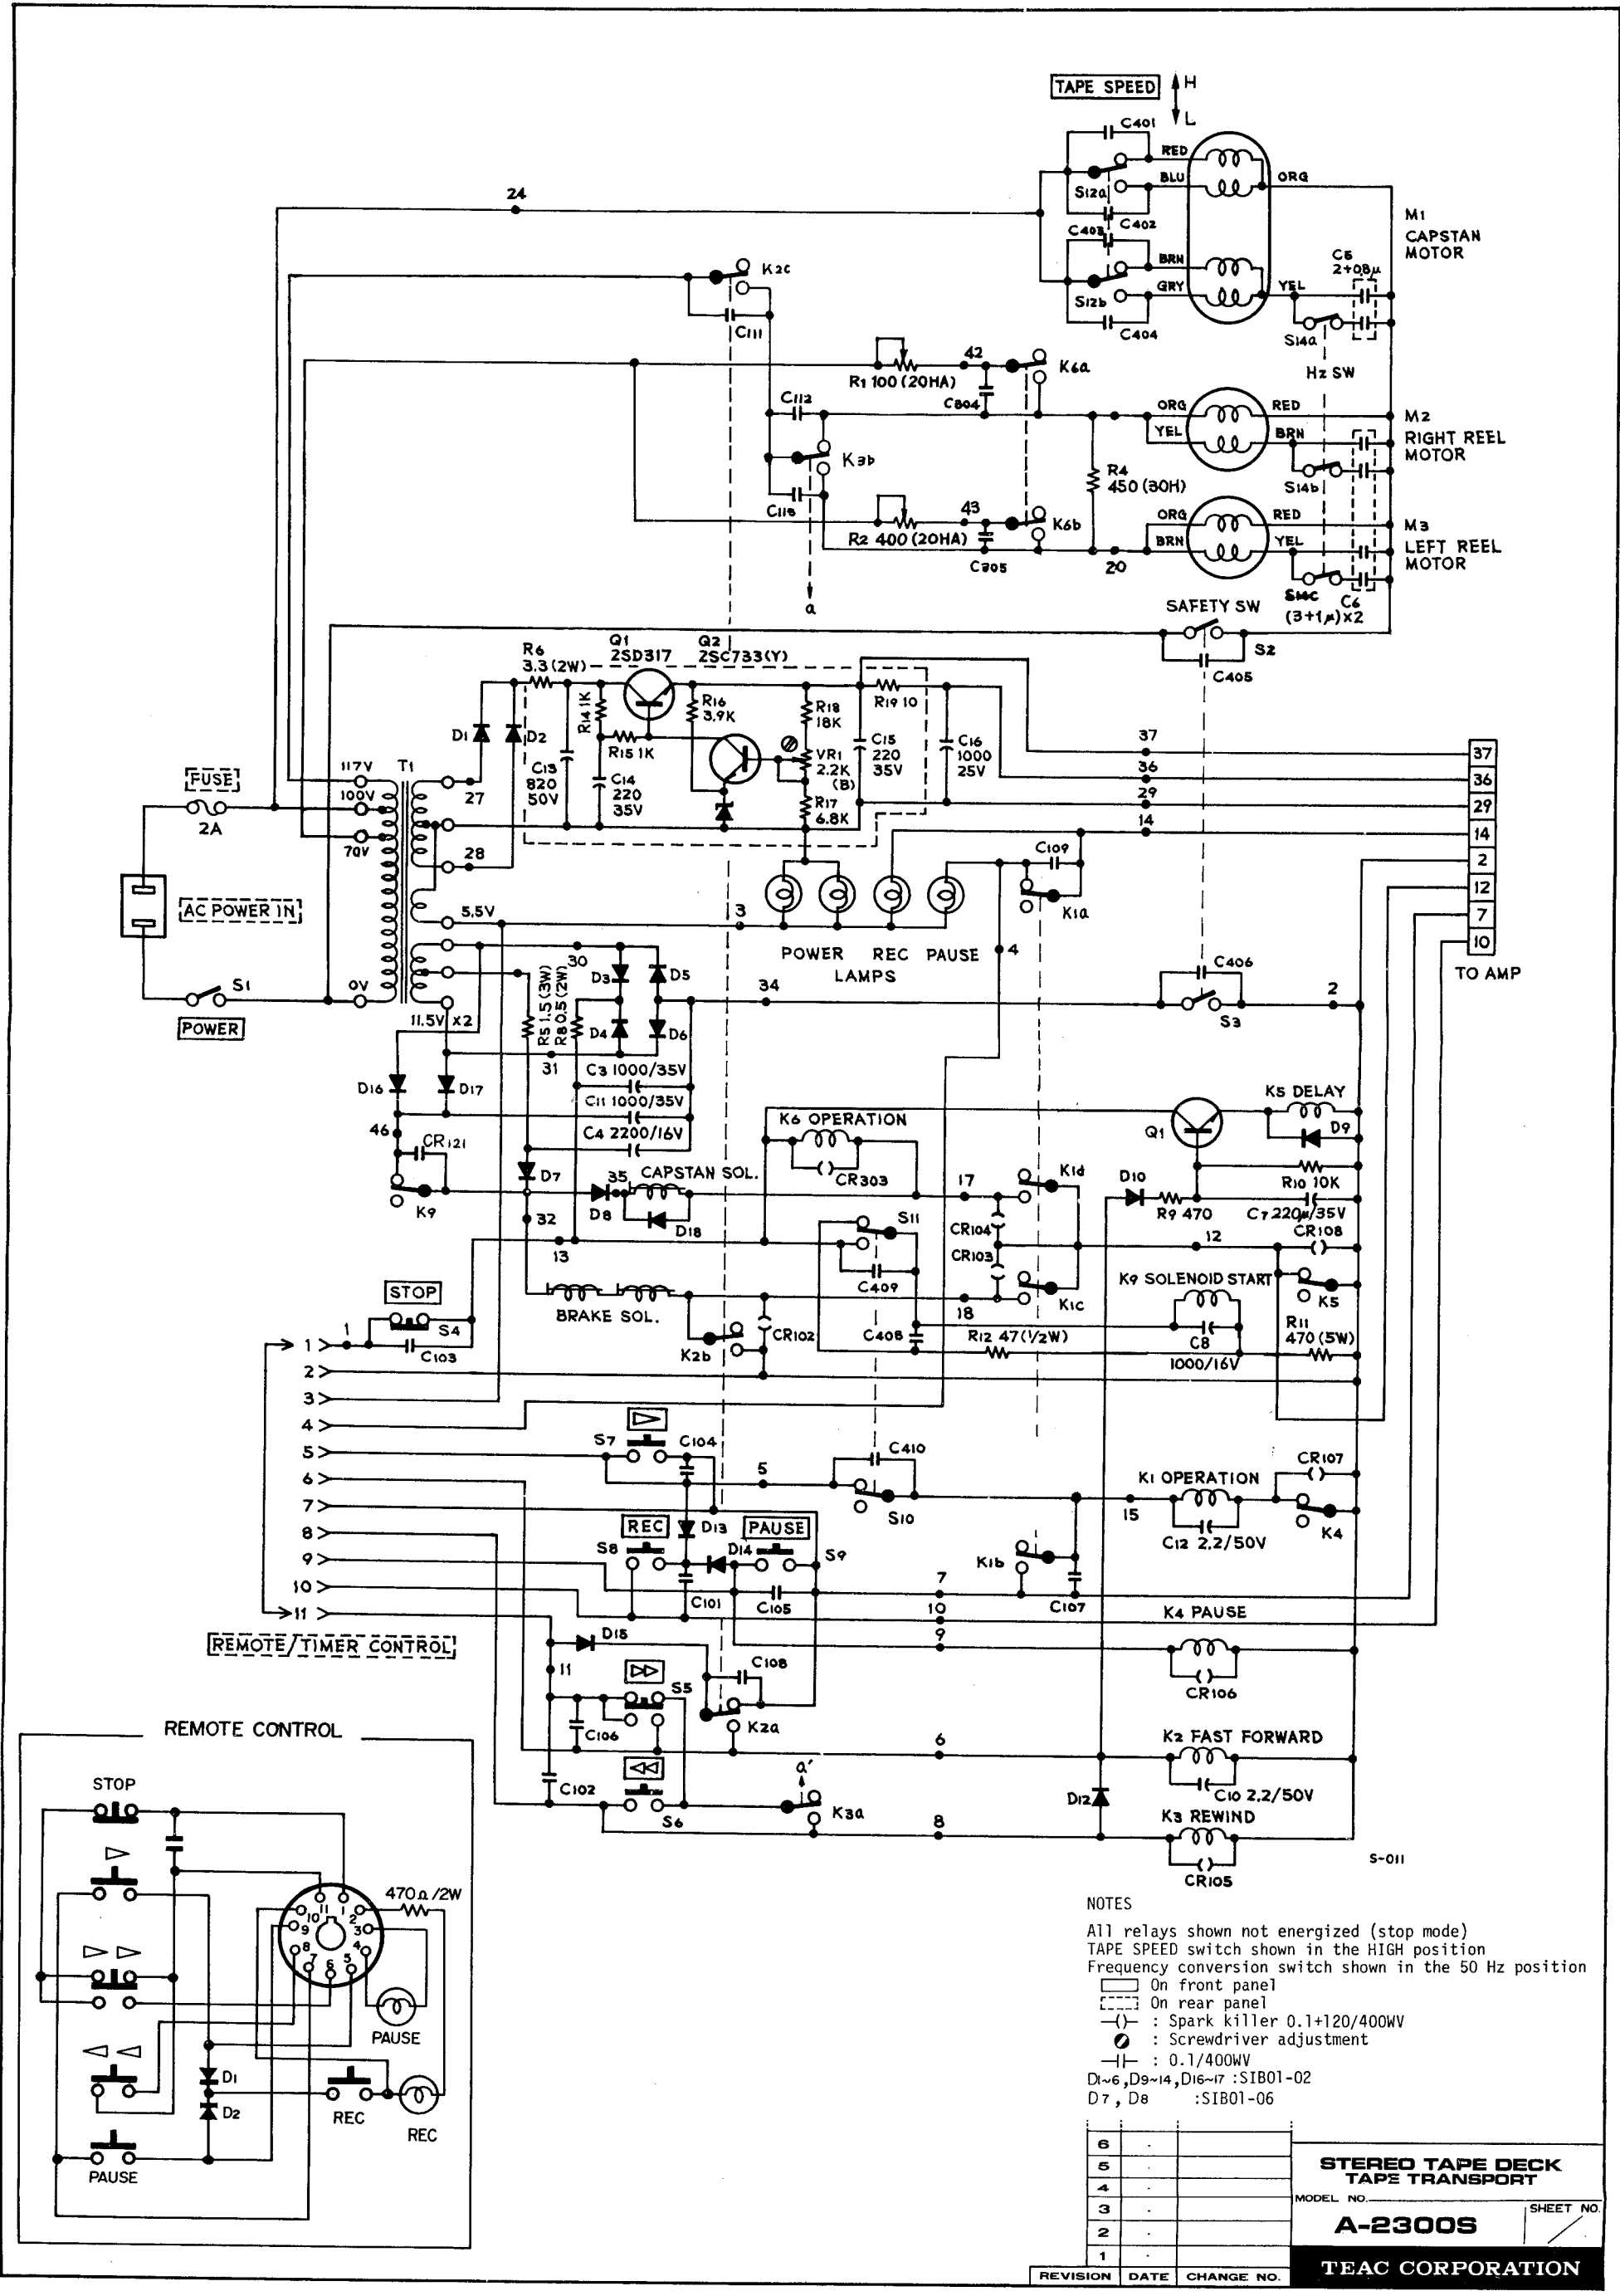 TAPE SPEED
H
L
C401
RED
BLU
ORG
S12a
C402
C403
BRN
GRY
YEL
S12b
C404
M1
CAPSTAN
MOTOR
C5
2+0.8μ
S14a
Hz SW
24
K2c
C111
R1 100 (20HA)
42
K6a
C304
C112
K3b
C113
ORG
RED
YEL
BRN
M2
RIGHT REEL
MOTOR
S14b
R4
450 (30H)
R2 400 (20HA)
43
K6b
C305
20
ORG
RED
BRN
YEL
M3
LEFT REEL
MOTOR
S14c
C6
(3+1μ)x2
a
SAFETY SW
S2
C405
R6
3.3 (2W)
Q1
2SD317
Q2
2SC733(Y)
R14 1K
R15 1K
R16
3.9K
R18
18K
R19 10
D1
D2
C13
820
50V
C14
220
35V
VR1
2.2K
(B)
R17
6.8K
C15
220
35V
C16
1000
25V
37
36
29
14
37
36
29
14
2
12
7
10
TO AMP
FUSE
2A
117V
100V
70V
T1
27
28
AC POWER IN
5.5V
3
0V
S1
POWER
11.5V x2
C109
K1a
POWER REC PAUSE
LAMPS
4
30
D3
D5
D4
D6
R5 1.5 (3W)
R8 0.5 (2W)
34
31
C406
S3
2
C3 1000/35V
C11 1000/35V
C4 2200/16V
D16
D17
46
CR121
K9
D7
32
D8
35
CAPSTAN SOL.
D18
K6 OPERATION
CR303
K5 DELAY
D9
Q1
D10
R9 470
R10 10K
C7 220μ/35V
CR108
17
K1d
CR104
CR103
12
K5
13
S11
C409
K9 SOLENOID START
K1c
18
BRAKE SOL.
K2b
CR102
C408
R12 47(1/2W)
C8
1000/16V
R11
470 (5W)
STOP
S4
C103
1
1
2
3
4
5
6
7
8
9
10
11
REMOTE/TIMER CONTROL
S7
C104
5
C410
S10
K1 OPERATION
CR107
15
C12 2.2/50V
K4
REC
S8
D13
PAUSE
D14
S9
K1b
C107
C101
C105
7
10
9
K4 PAUSE
CR106
D15
11
S5
C108
K2a
C106
6
K2 FAST FORWARD
C10 2.2/50V
C102
a'
S6
K3a
D12
K3 REWIND
8
CR105
S-011
REMOTE CONTROL
STOP
470Ω/2W
11
1
10
2
9
3
8
4
7
6
5
PAUSE
D1
D2
REC
REC
PAUSE
NOTES
All relays shown not energized (stop mode)
TAPE SPEED switch shown in the HIGH position
Frequency conversion switch shown in the 50 Hz position
On front panel
On rear panel
: Spark killer 0.1+120/400WV
: Screwdriver adjustment
: 0.1/400WV
D1~6,D9~14,D16~17 :SIB01-02
D7, D8 :SIB01-06
6
5
4
3
2
1
REVISION DATE CHANGE NO.
STEREO TAPE DECK
TAPE TRANSPORT
MODEL NO.
SHEET NO.
A-2300S
TEAC CORPORATION